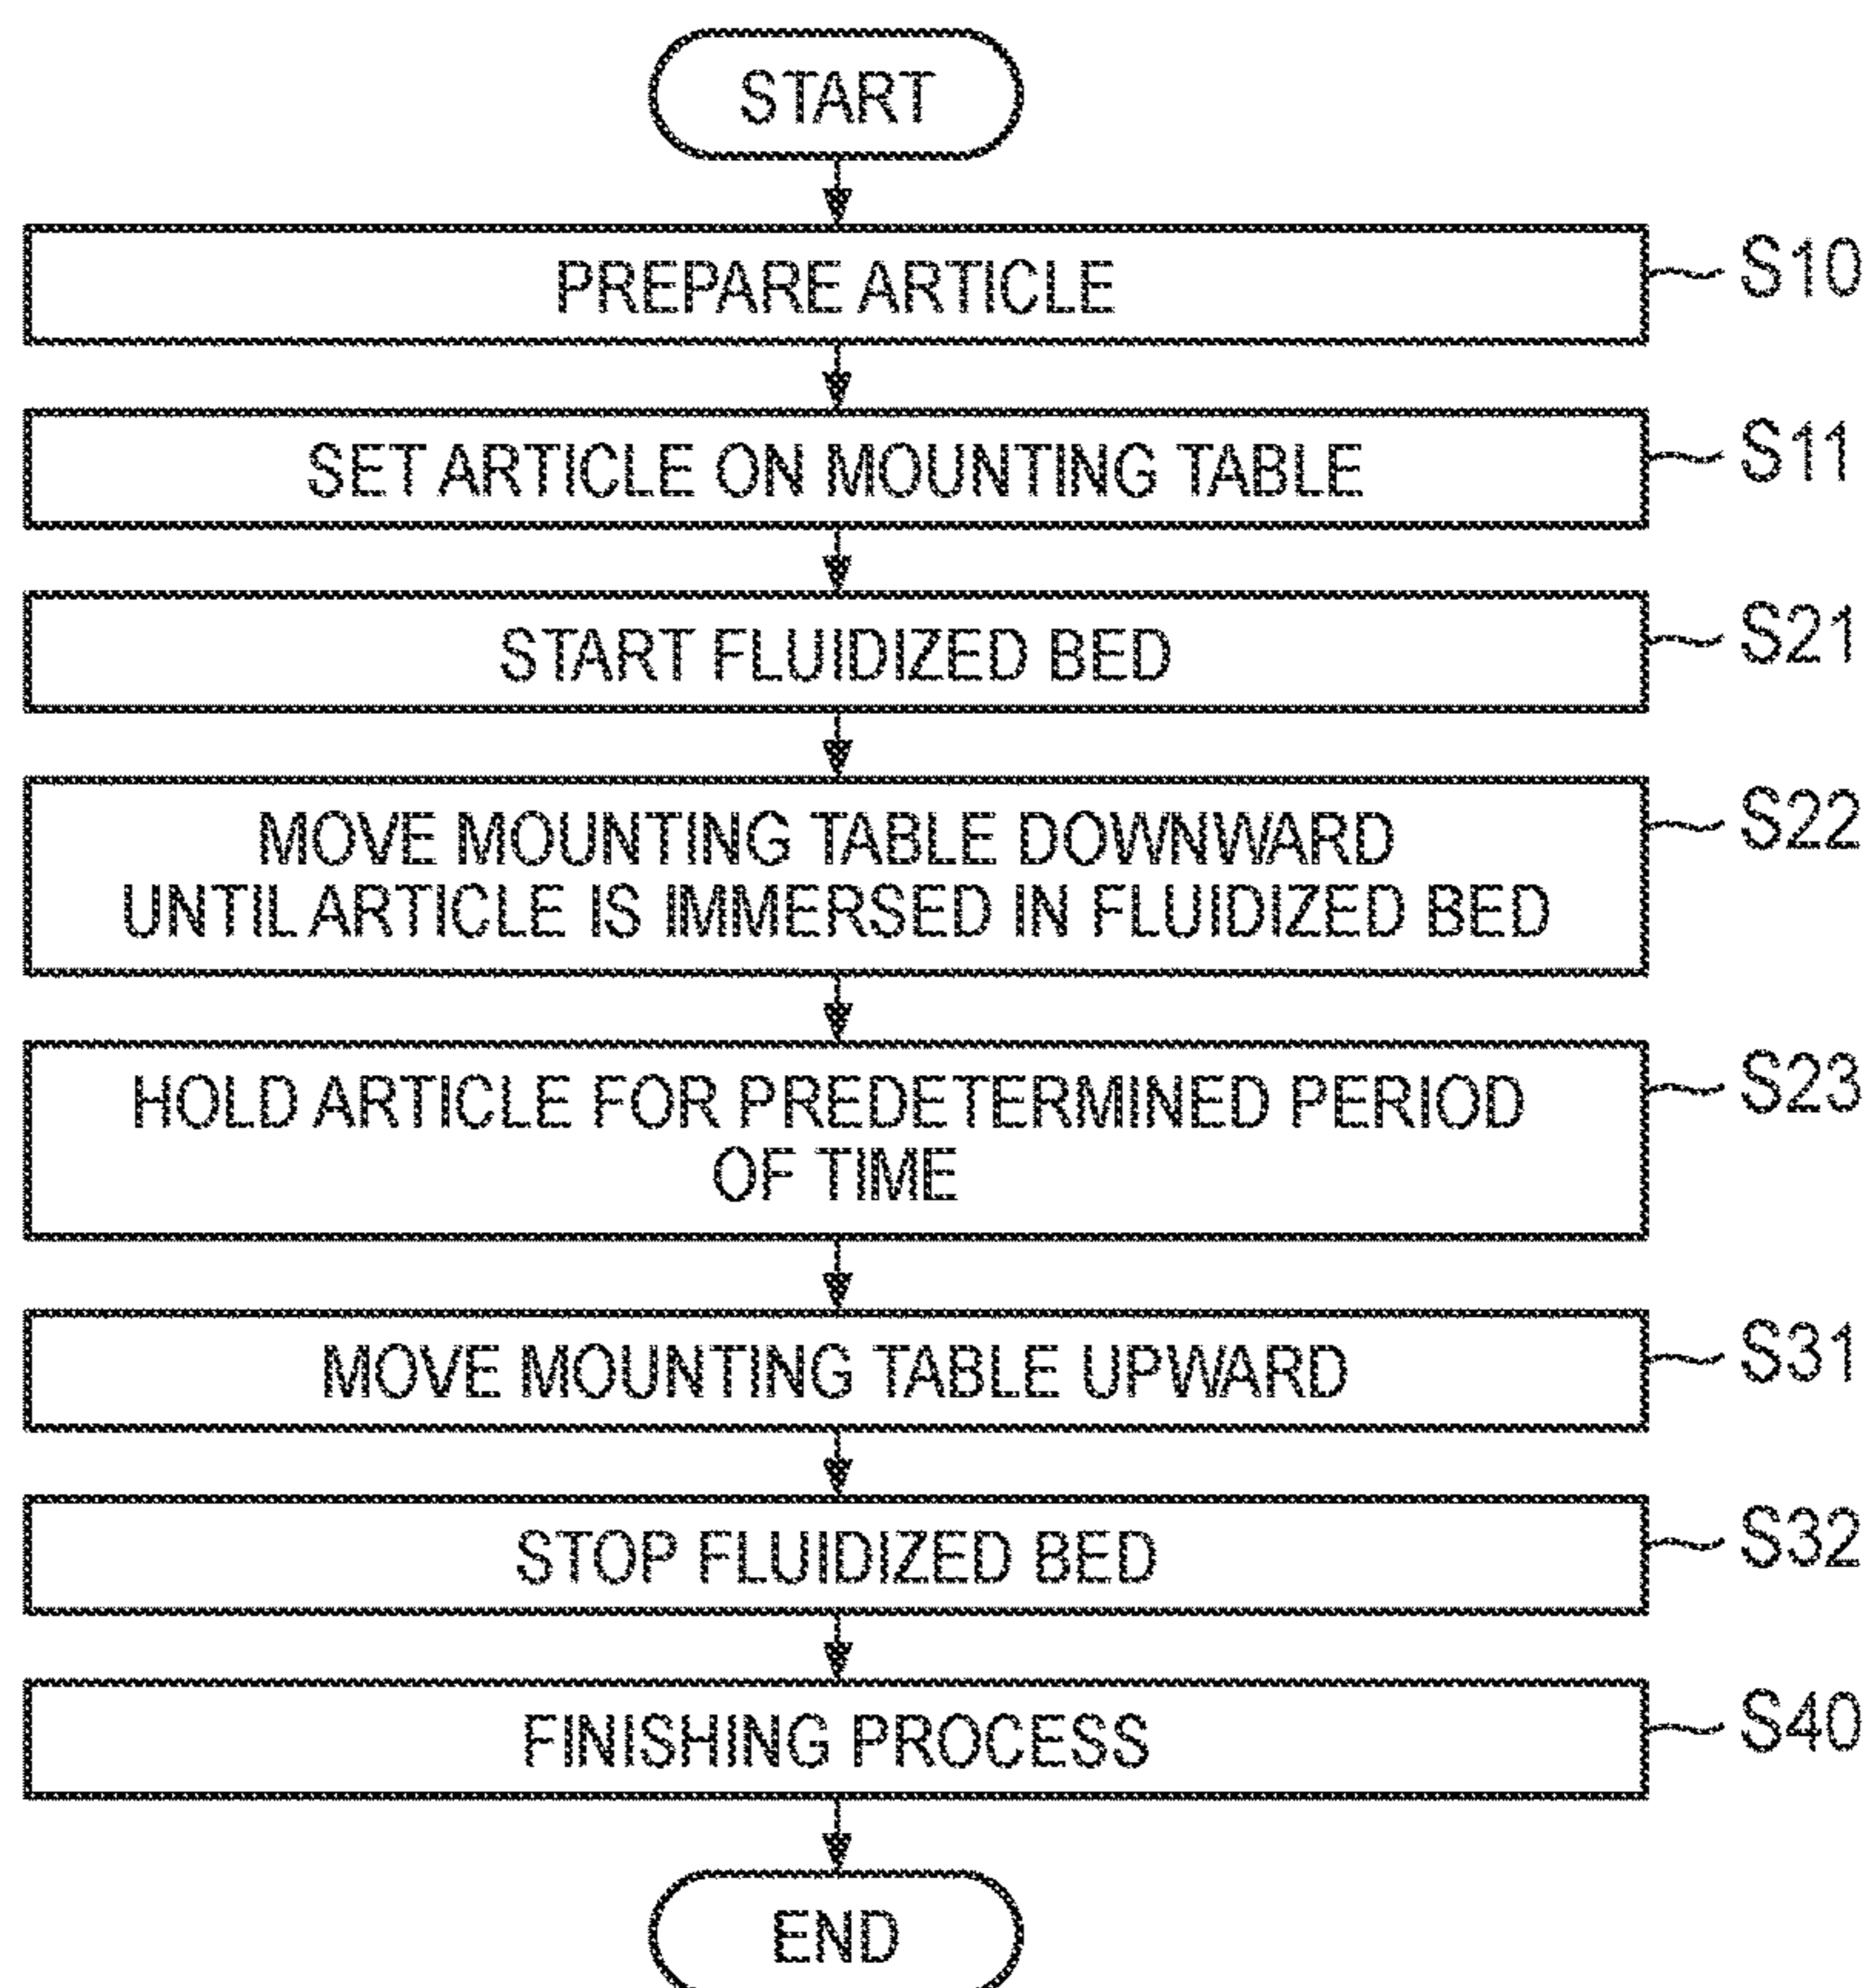 START
PREPARE ARTICLE
S10
SET ARTICLE ON MOUNTING TABLE
S11
START FLUIDIZED BED
S21
MOVE MOUNTING TABLE DOWNWARD
UNTIL ARTICLE IS IMMERSED IN FLUIDIZED BED
S22
HOLD ARTICLE FOR PREDETERMINED PERIOD
OF TIME
S23
MOVE MOUNTING TABLE UPWARD
S31
STOP FLUIDIZED BED
S32
FINISHING PROCESS
S40
END